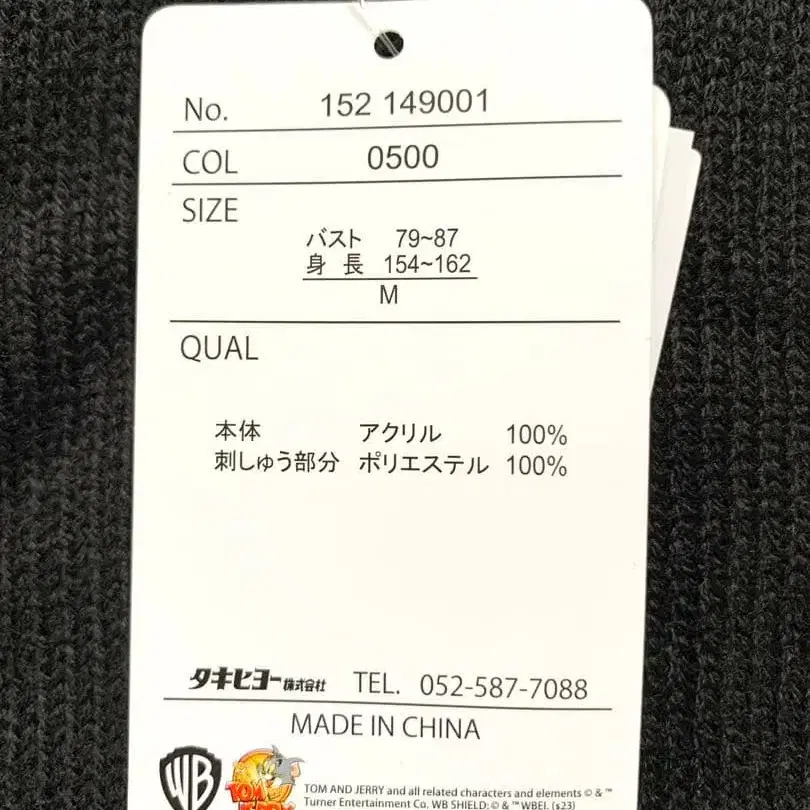 No. 152 149001
COL 0500
SIZE
バスト 79~87
身長 154~162
M
QUAL
本体 アクリル 100%
刺しゅう部分 ポリエステル 100%
タキヒヨー株式会社 TEL. 052-587-7088
MADE IN CHINA
WB
TOM
TOM AND JERRY and all related characters and elements © & ™
Turner Entertainment Co. WB SHIELD: © & ™ WBEI. (s23)